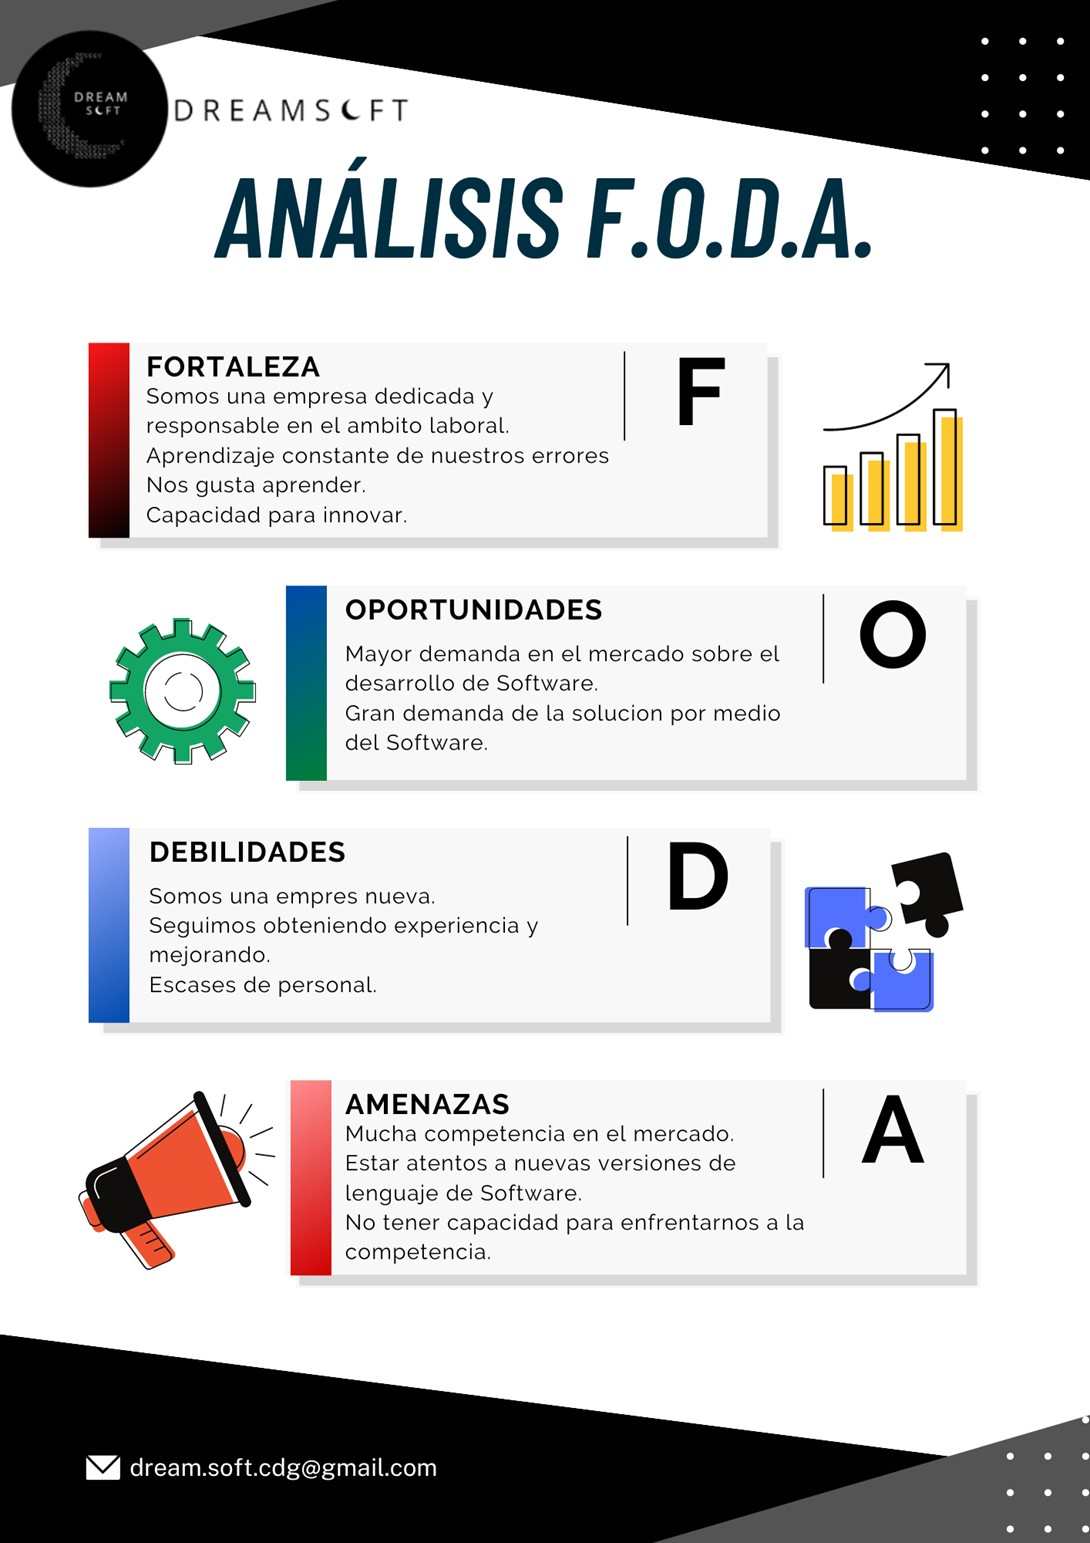 DREAM
SOFT
DREAMSOFT
ANÁLISIS F.O.D.A.
FORTALEZA
Somos una empresa dedicada y
responsable en el ambito laboral.
Aprendizaje constante de nuestros errores
Nos gusta aprender.
Capacidad para innovar.
F
OPORTUNIDADES
Mayor demanda en el mercado sobre el
desarrollo de Software.
Gran demanda de la solucion por medio
del Software.
O
DEBILIDADES
Somos una empres nueva.
Seguimos obteniendo experiencia y
mejorando.
Escases de personal.
D
AMENAZAS
Mucha competencia en el mercado.
Estar atentos a nuevas versiones de
lenguaje de Software.
No tener capacidad para enfrentarnos a la
competencia.
A
dream.soft.cdg@gmail.com